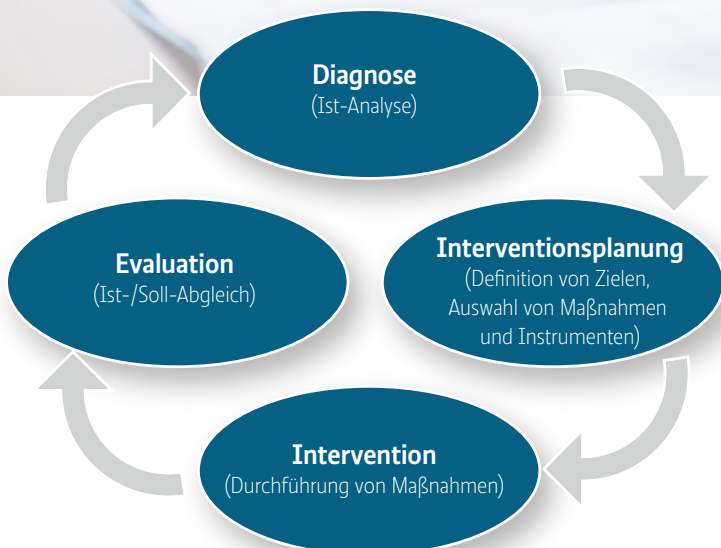 Diagnose
(Ist-Analyse)
Interventionsplanung
(Definition von Zielen,
Auswahl von Maßnahmen
und Instrumenten)
Intervention
(Durchführung von Maßnahmen)
Evaluation
(Ist-/Soll-Abgleich)